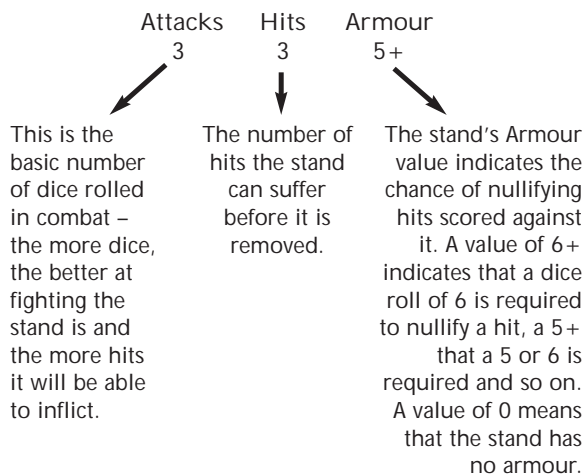 Attacks Hits Armour
3 3 5+
This is the
basic number
of dice rolled
in combat –
the more dice,
the better at
fighting the
stand is and
the more hits
it will be able
to inflict.
The number of
hits the stand
can suffer
before it is
removed.
The stand's Armour
value indicates the
chance of nullifying
hits scored against
it. A value of 6+
indicates that a dice
roll of 6 is required
to nullify a hit, a 5+
that a 5 or 6 is
required and so on.
A value of 0 means
that the stand has
no armour.